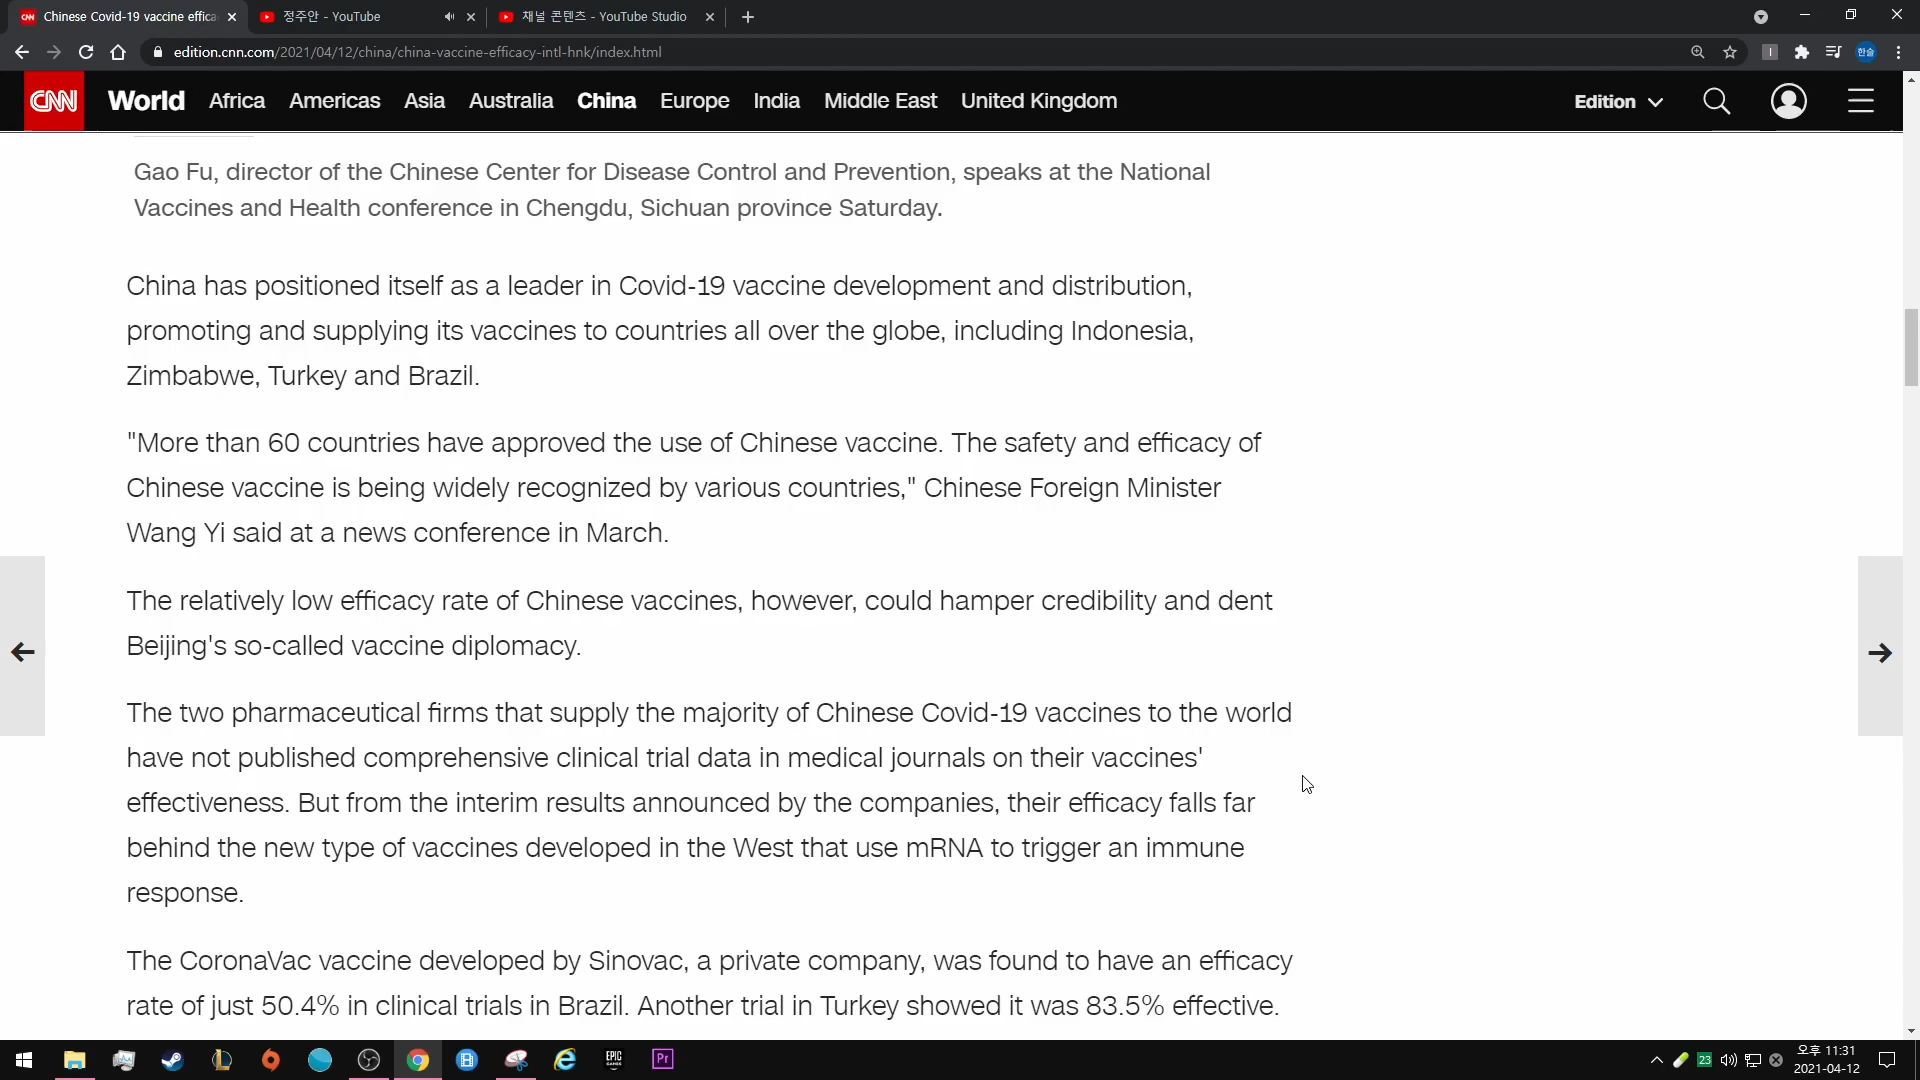 CNN Chinese Covid-19 vaccine effica
정주안 - YouTube
채널 콘텐츠 - YouTube Studio
edition.cnn.com/2021/04/12/china/china-vaccine-efficacy-intl-hnk/index.html
한슬
CNN World Africa Americas Asia Australia China Europe India Middle East United Kingdom Edition
Gao Fu, director of the Chinese Center for Disease Control and Prevention, speaks at the National
Vaccines and Health conference in Chengdu, Sichuan province Saturday.
China has positioned itself as a leader in Covid-19 vaccine development and distribution,
promoting and supplying its vaccines to countries all over the globe, including Indonesia,
Zimbabwe, Turkey and Brazil.
"More than 60 countries have approved the use of Chinese vaccine. The safety and efficacy of
Chinese vaccine is being widely recognized by various countries," Chinese Foreign Minister
Wang Yi said at a news conference in March.
The relatively low efficacy rate of Chinese vaccines, however, could hamper credibility and dent
Beijing's so-called vaccine diplomacy.
The two pharmaceutical firms that supply the majority of Chinese Covid-19 vaccines to the world
have not published comprehensive clinical trial data in medical journals on their vaccines'
effectiveness. But from the interim results announced by the companies, their efficacy falls far
behind the new type of vaccines developed in the West that use mRNA to trigger an immune
response.
The CoronaVac vaccine developed by Sinovac, a private company, was found to have an efficacy
rate of just 50.4% in clinical trials in Brazil. Another trial in Turkey showed it was 83.5% effective.
EPIC GAMES
Pr
23
오후 11:31
2021-04-12